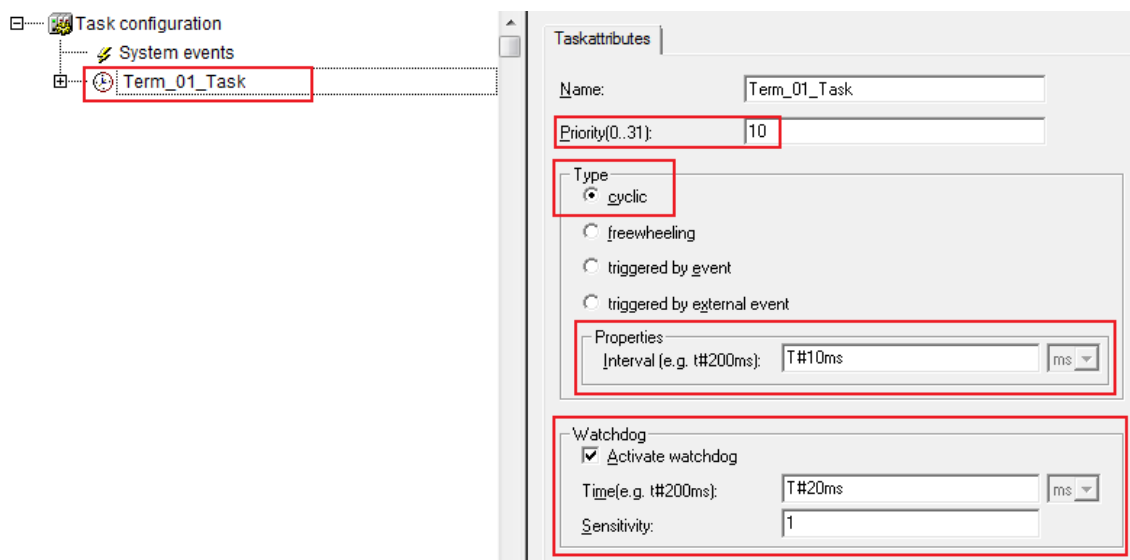 Task configuration
System events
Term_01_Task
Taskattributes
Name: Term_01_Task
Priority(0..31): 10
Type
cyclic
freewheeling
triggered by event
triggered by external event
Properties
Interval (e.g. t#200ms): T#10ms ms
Watchdog
Activate watchdog
Time(e.g. t#200ms): T#20ms ms
Sensitivity: 1